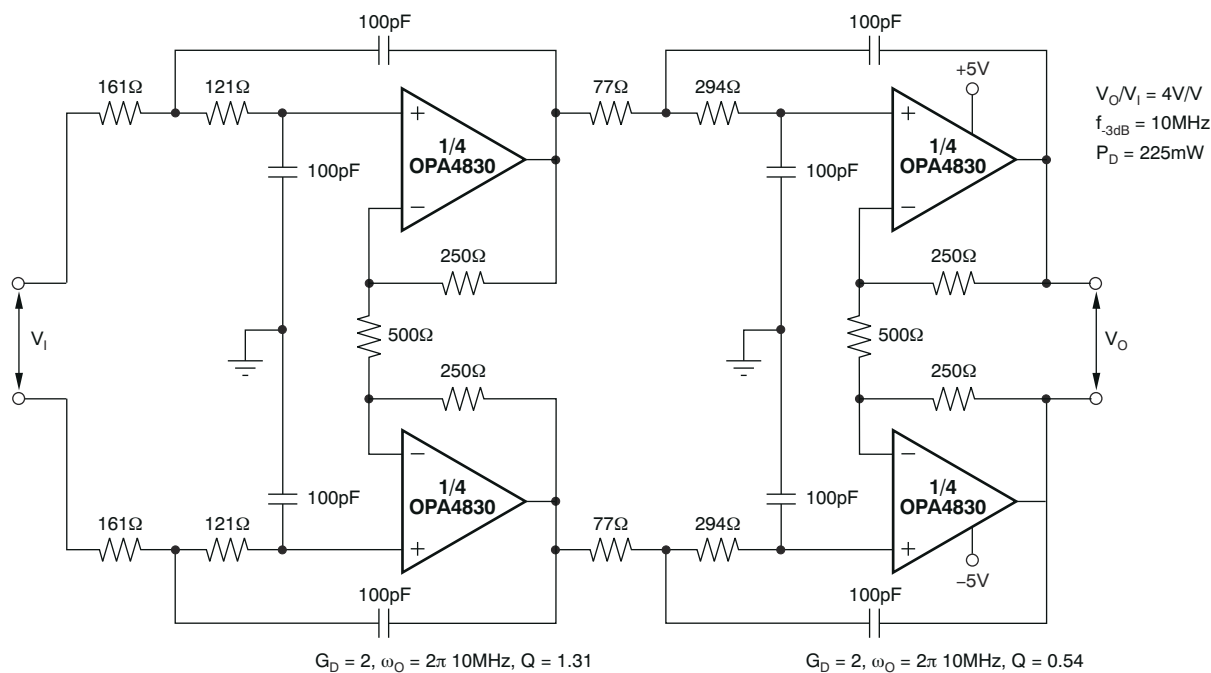 100pF
100pF
161Ω
121Ω
77Ω
294Ω
+5V
V_O/V_I = 4V/V
f_-3dB = 10MHz
P_D = 225mW
+
1/4
OPA4830
−
+
1/4
OPA4830
−
100pF
100pF
250Ω
250Ω
V_I
500Ω
500Ω
V_O
250Ω
250Ω
−
1/4
OPA4830
+
−
1/4
OPA4830
+
100pF
100pF
161Ω
121Ω
77Ω
294Ω
−5V
100pF
100pF
G_D = 2, ω_O = 2π 10MHz, Q = 1.31
G_D = 2, ω_O = 2π 10MHz, Q = 0.54